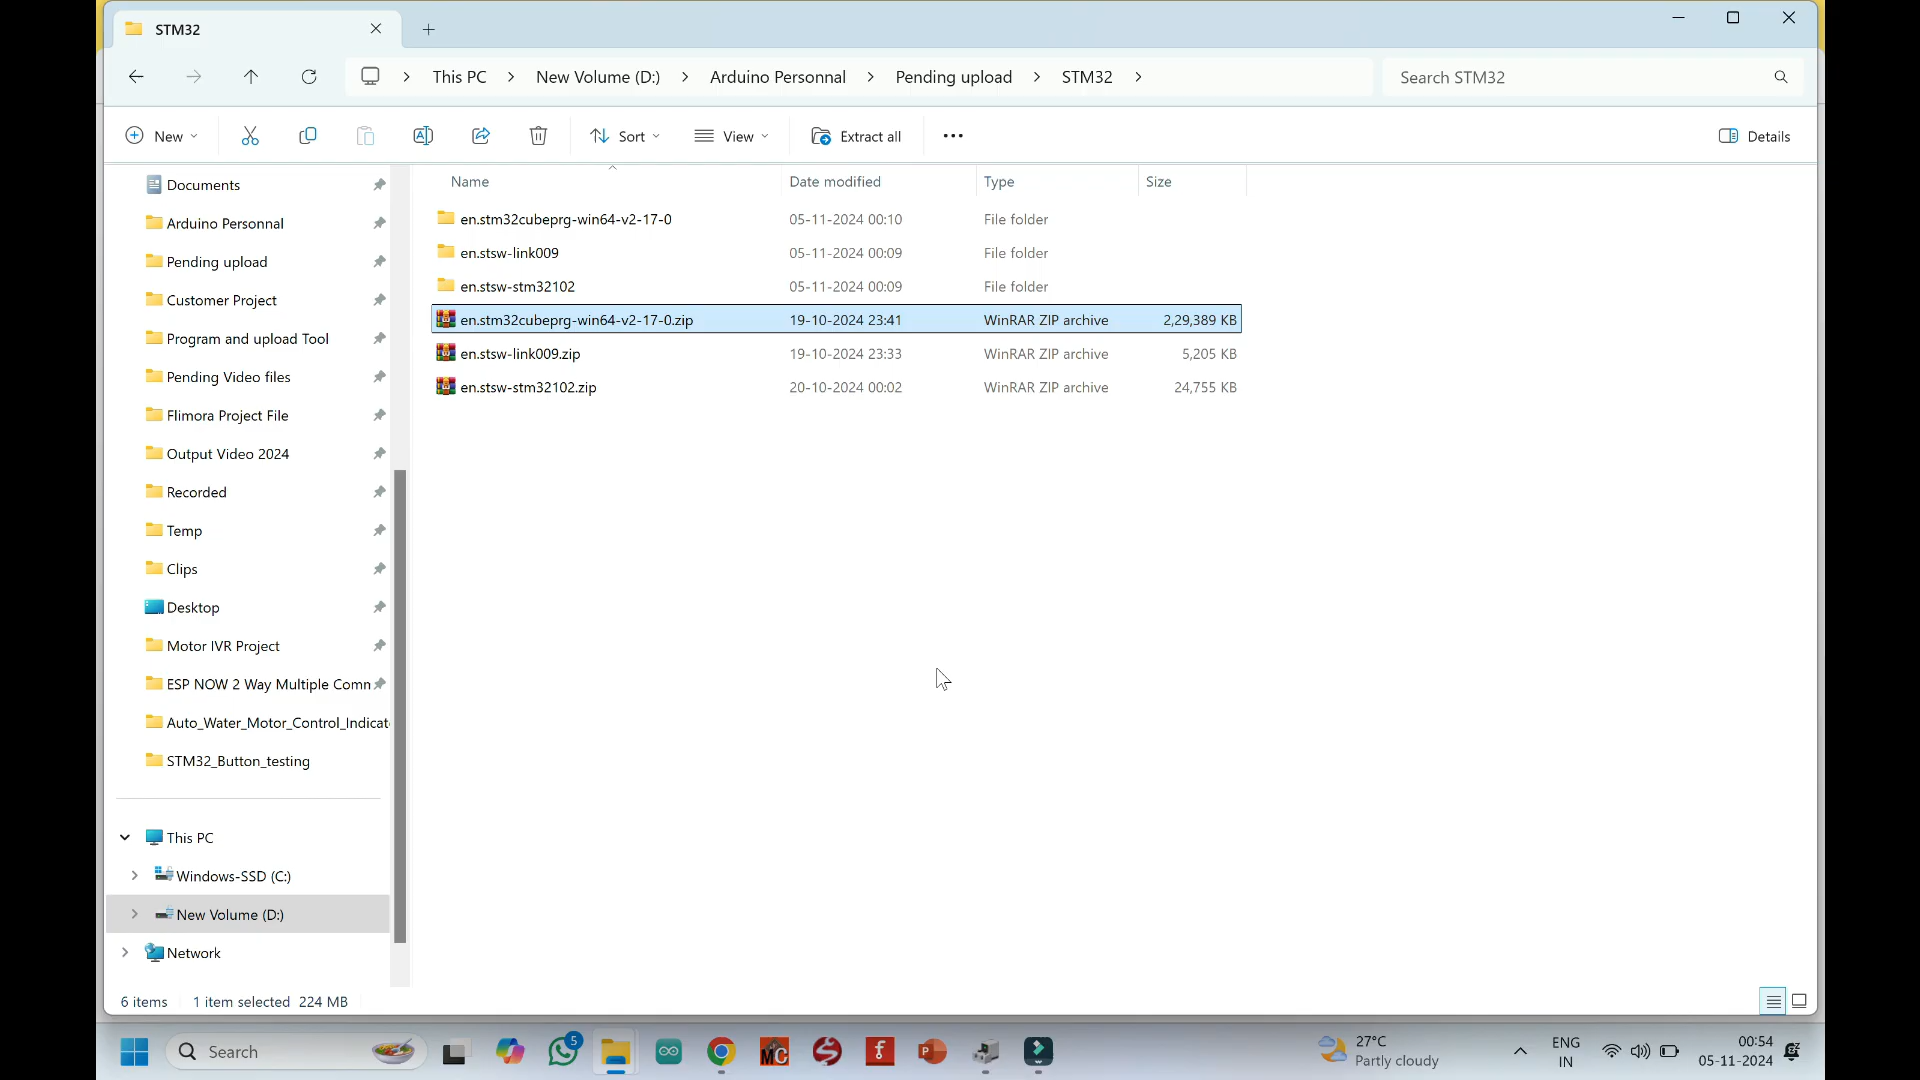 STM32
This PC > New Volume (D:) > Arduino Personnal > Pending upload > STM32 >
Search STM32
New
Sort
View
Extract all
Details
Name Date modified Type Size
en.stm32cubeprg-win64-v2-17-0 05-11-2024 00:10 File folder
en.stsw-link009 05-11-2024 00:09 File folder
en.stsw-stm32102 05-11-2024 00:09 File folder
en.stm32cubeprg-win64-v2-17-0.zip 19-10-2024 23:41 WinRAR ZIP archive 2,29,389 KB
en.stsw-link009.zip 19-10-2024 23:33 WinRAR ZIP archive 5,205 KB
en.stsw-stm32102.zip 20-10-2024 00:02 WinRAR ZIP archive 24,755 KB
Documents
Arduino Personnal
Pending upload
Customer Project
Program and upload Tool
Pending Video files
Flimora Project File
Output Video 2024
Recorded
Temp
Clips
Desktop
Motor IVR Project
ESP NOW 2 Way Multiple Comm
Auto_Water_Motor_Control_Indicat
STM32_Button_testing
This PC
Windows-SSD (C:)
New Volume (D:)
Network
6 items 1 item selected 224 MB
Search
5
MC
f
P
27°C
Partly cloudy
ENG
IN
00:54
05-11-2024